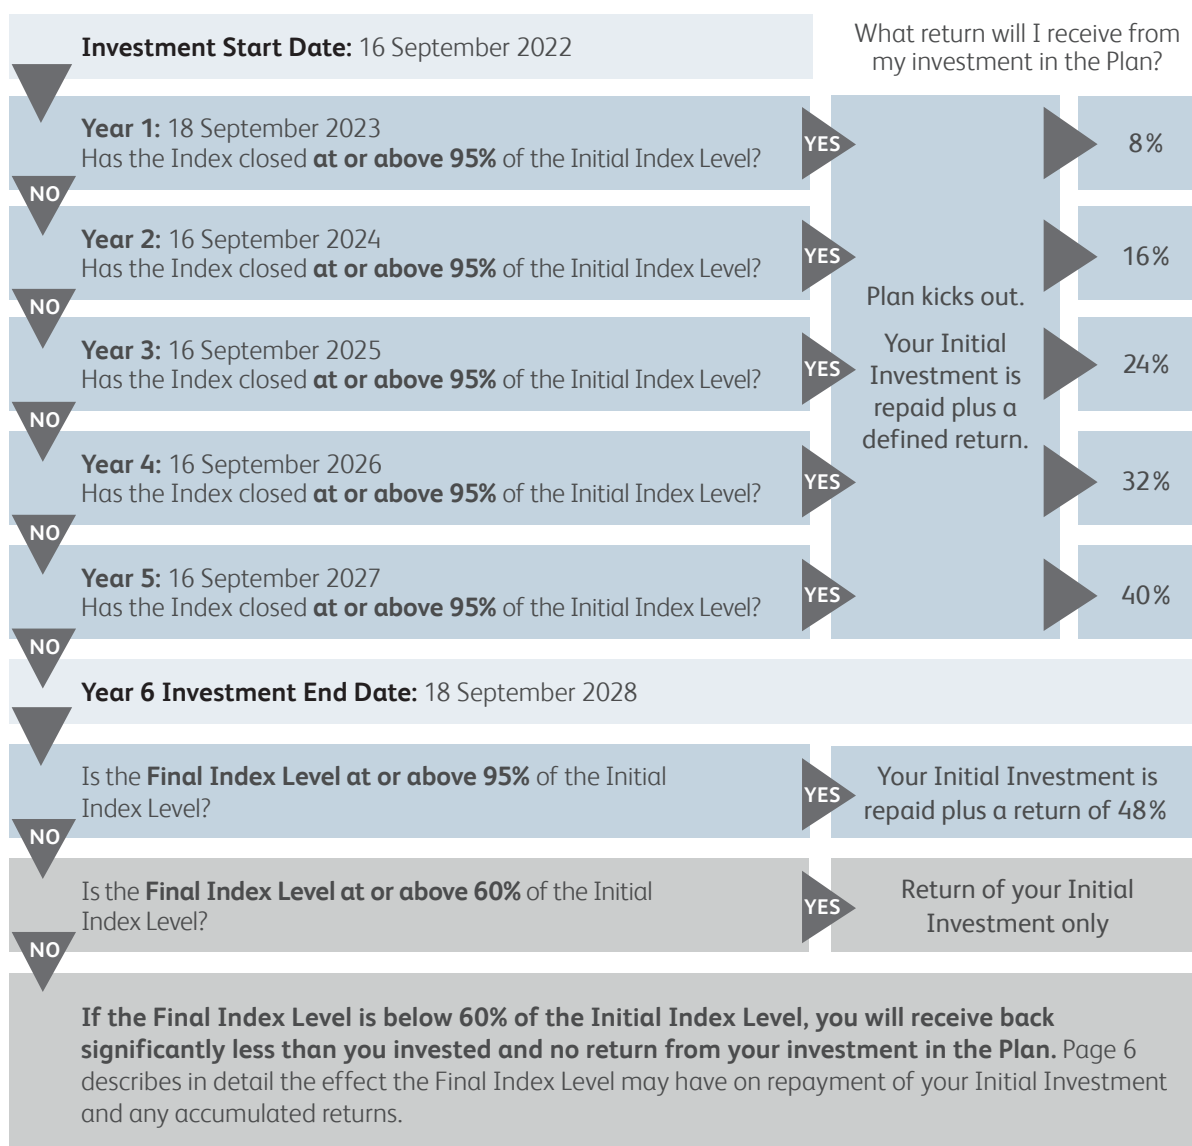 Investment Start Date: 16 September 2022
What return will I receive from
my investment in the Plan?
Year 1: 18 September 2023
Has the Index closed at or above 95% of the Initial Index Level?
YES
8%
NO
Year 2: 16 September 2024
Has the Index closed at or above 95% of the Initial Index Level?
YES
16%
NO
Year 3: 16 September 2025
Has the Index closed at or above 95% of the Initial Index Level?
YES
24%
NO
Year 4: 16 September 2026
Has the Index closed at or above 95% of the Initial Index Level?
YES
32%
NO
Year 5: 16 September 2027
Has the Index closed at or above 95% of the Initial Index Level?
YES
40%
Plan kicks out.
Your Initial
Investment is
repaid plus a
defined return.
NO
Year 6 Investment End Date: 18 September 2028
Is the Final Index Level at or above 95% of the Initial
Index Level?
YES
Your Initial Investment is
repaid plus a return of 48%
NO
Is the Final Index Level at or above 60% of the Initial
Index Level?
YES
Return of your Initial
Investment only
NO
If the Final Index Level is below 60% of the Initial Index Level, you will receive back
significantly less than you invested and no return from your investment in the Plan. Page 6
describes in detail the effect the Final Index Level may have on repayment of your Initial Investment
and any accumulated returns.